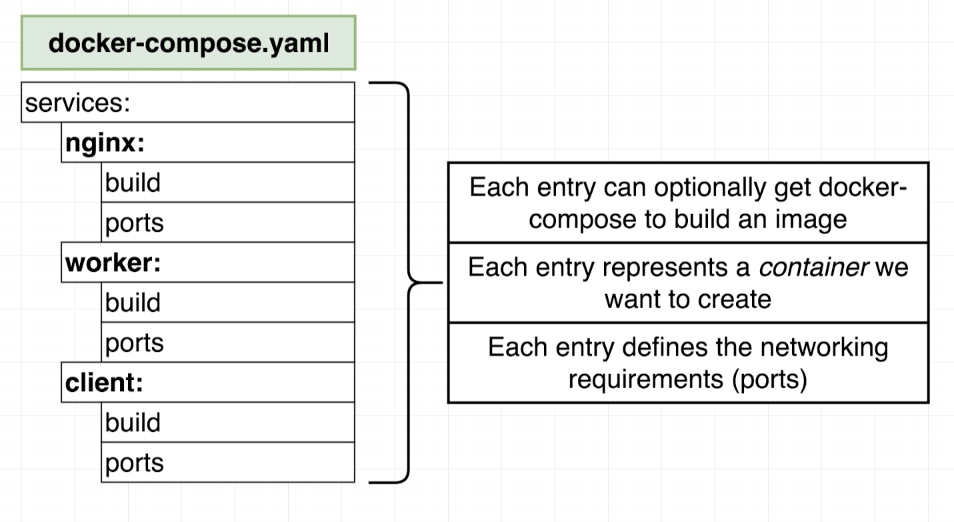 docker-compose.yaml
services:
nginx:
build
ports
worker:
build
ports
client:
build
ports
Each entry can optionally get docker-
compose to build an image
Each entry represents a container we
want to create
Each entry defines the networking
requirements (ports)